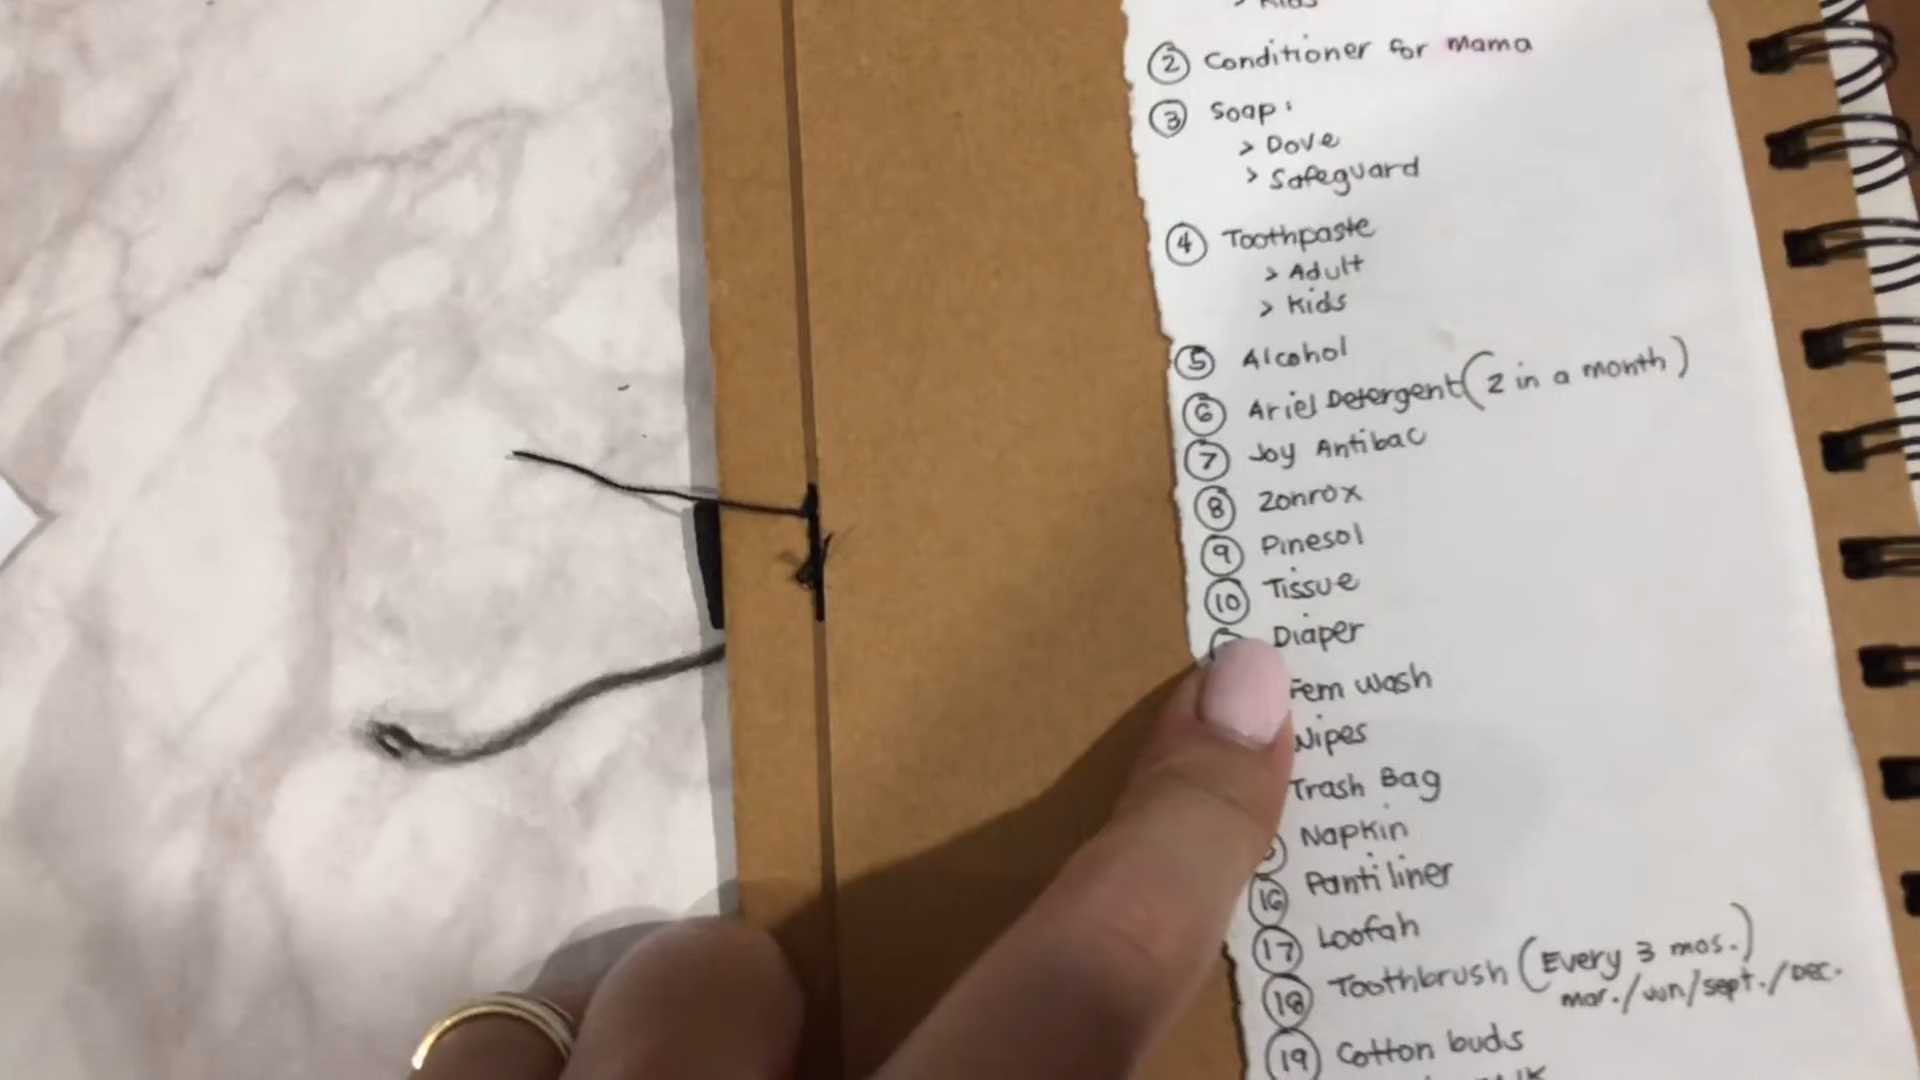 > Kids
2 Conditioner for Mama
3 Soap:
> Dove
> Safeguard
4 Toothpaste
> Adult
> Kids
5 Alcohol
6 Ariel Detergent (2 in a month)
7 Joy Antibac
8 Zonrox
9 Pinesol
10 Tissue
Diaper
Fem Wash
Wipes
Trash Bag
Napkin
16 Pantiliner
17 Loofah
18 Toothbrush (Every 3 mos.)
mar./jun/sept./Dec.
19 Cotton buds